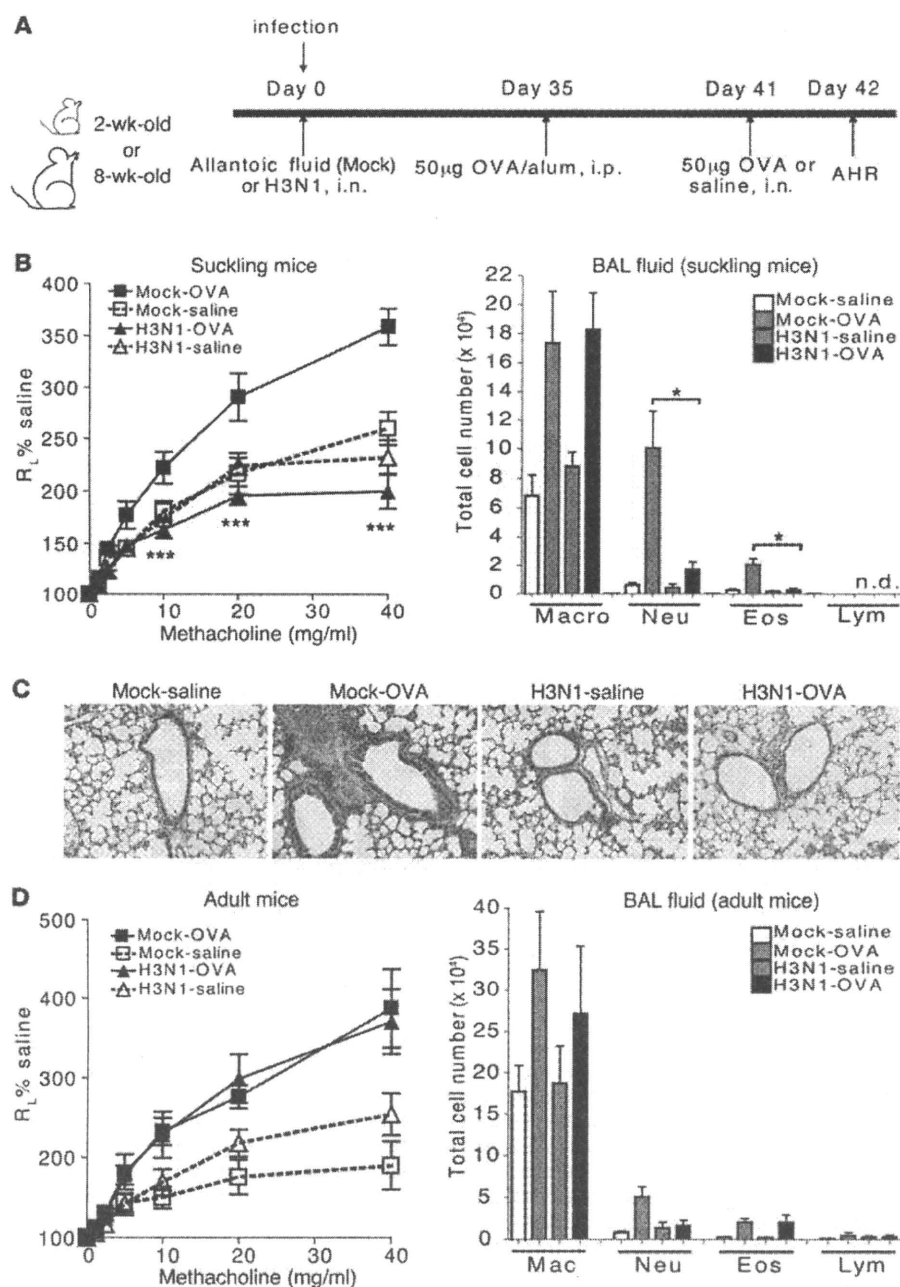 A
infection
Day 0
Day 35
Day 41
Day 42
2-wk-old
or
8-wk-old
Allantoic fluid (Mock)
or H3N1, i.n.
50µg OVA/alum, i.p.
50µg OVA or
saline, i.n.
AHR
B
Suckling mice
400
350
300
250
200
150
100
R_L % saline
Mock-OVA
Mock-saline
H3N1-OVA
H3N1-saline
***
***
***
0
10
20
30
40
Methacholine (mg/ml)
BAL fluid (suckling mice)
22
20
18
16
14
12
10
8
6
4
2
0
Total cell number (x 10⁴)
Mock-saline
Mock-OVA
H3N1-saline
H3N1-OVA
*
*
n.d.
Macro
Neu
Eos
Lym
C
Mock-saline
Mock-OVA
H3N1-saline
H3N1-OVA
D
Adult mice
500
400
300
200
100
R_L % saline
Mock-OVA
Mock-saline
H3N1-OVA
H3N1-saline
0
10
20
30
40
Methacholine (mg/ml)
BAL fluid (adult mice)
40
35
30
25
20
15
10
5
0
Total cell number (x 10⁴)
Mock-saline
Mock-OVA
H3N1-saline
H3N1-OVA
Mac
Neu
Eos
Lym